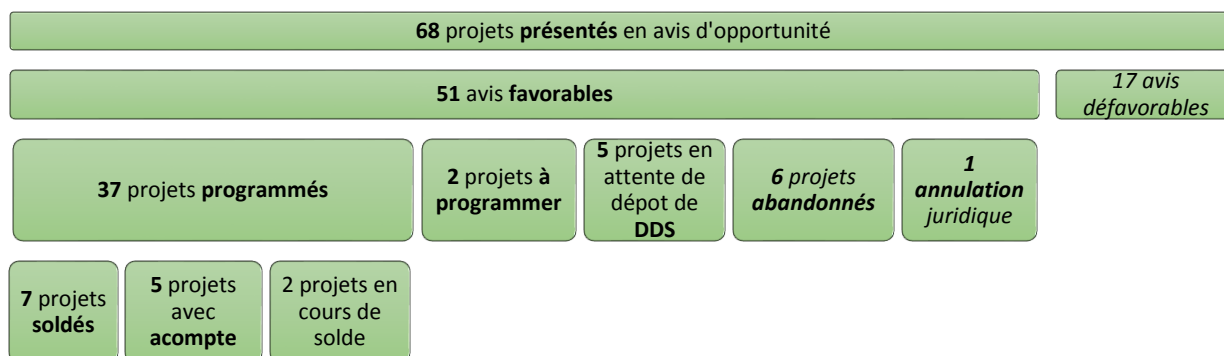 68 projets présentés en avis d'opportunité
51 avis favorables
17 avis
défavorables
37 projets programmés
2 projets à
programmer
5 projets en
attente de
dépot de
DDS
6 projets
abandonnés
1
annulation
juridique
7 projets
soldés
5 projets
avec
acompte
2 projets en
cours de
solde